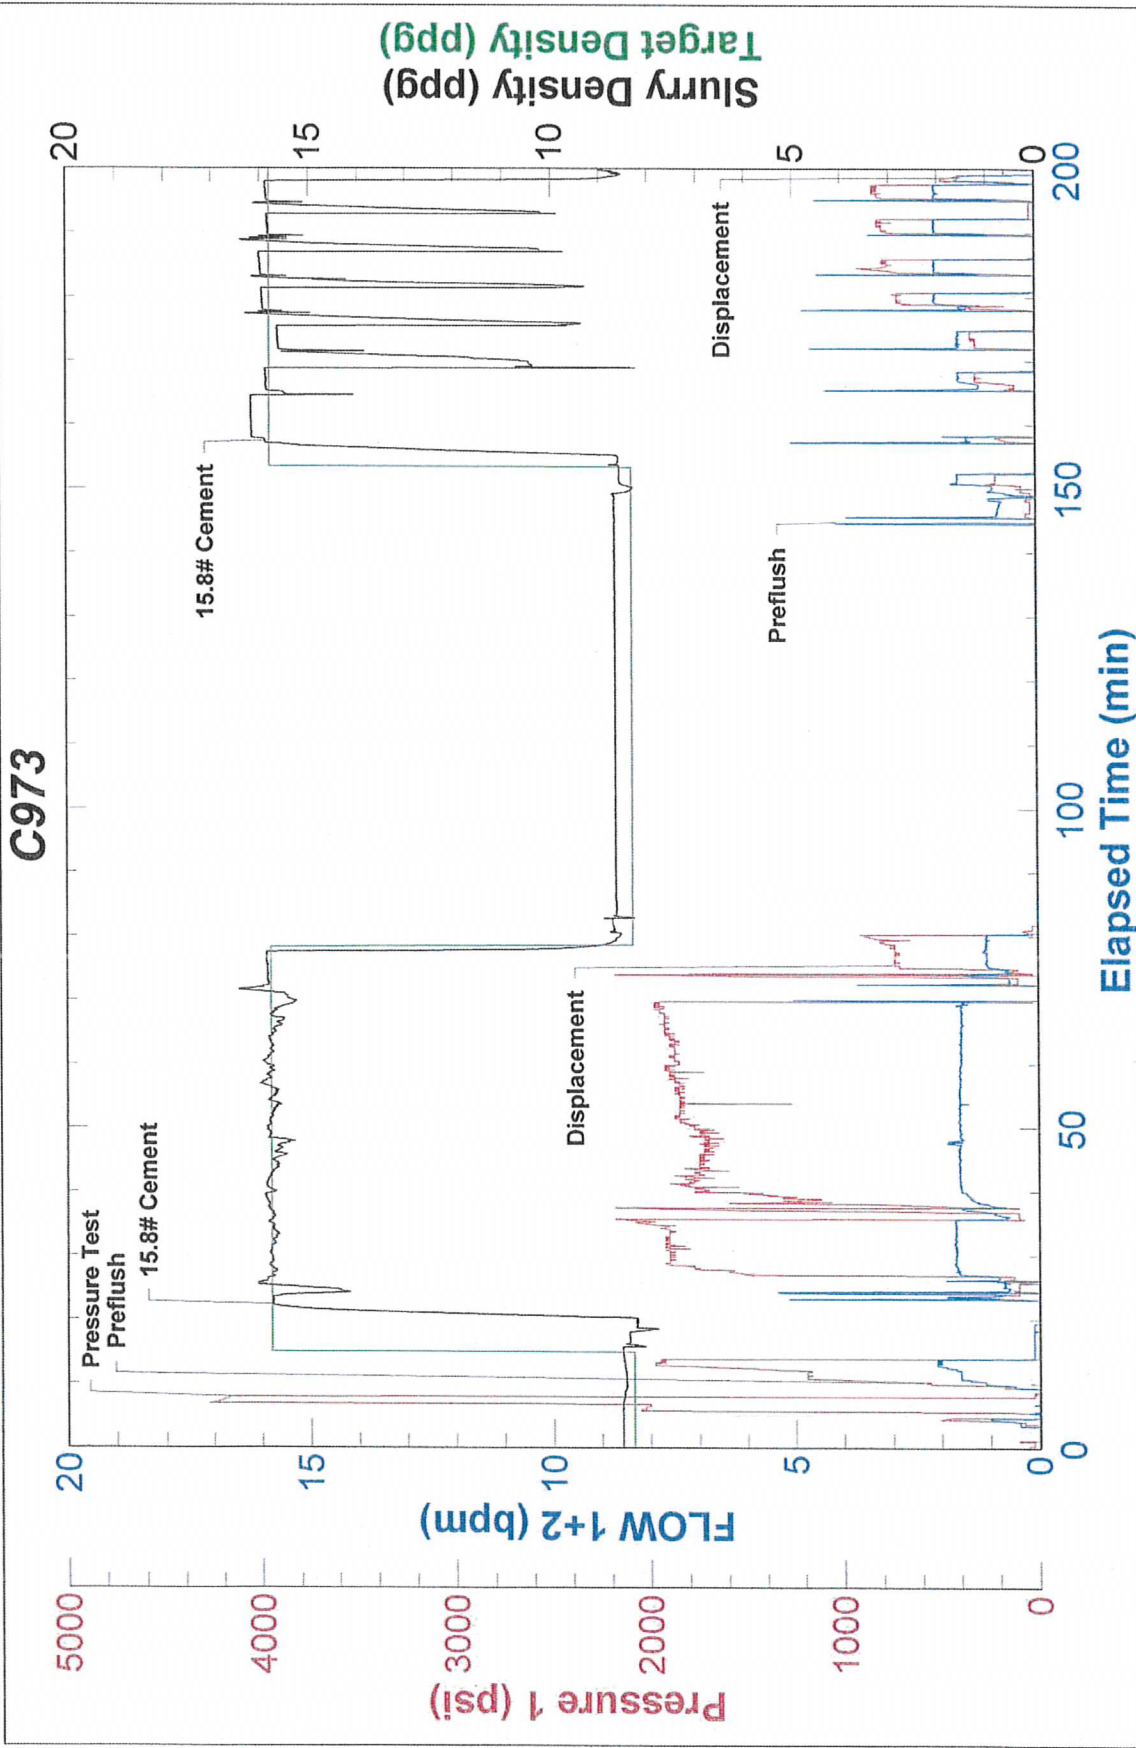 C973
Pressure 1 (psi)
5000
4000
3000
2000
1000
0
FLOW 1+2 (bpm)
20
15
10
5
0
Pressure Test
Preflush
15.8# Cement
Displacement
15.8# Cement
Preflush
Displacement
0
50
100
150
200
Elapsed Time (min)
20
15
10
5
0
Slurry Density (ppg)
Target Density (ppg)